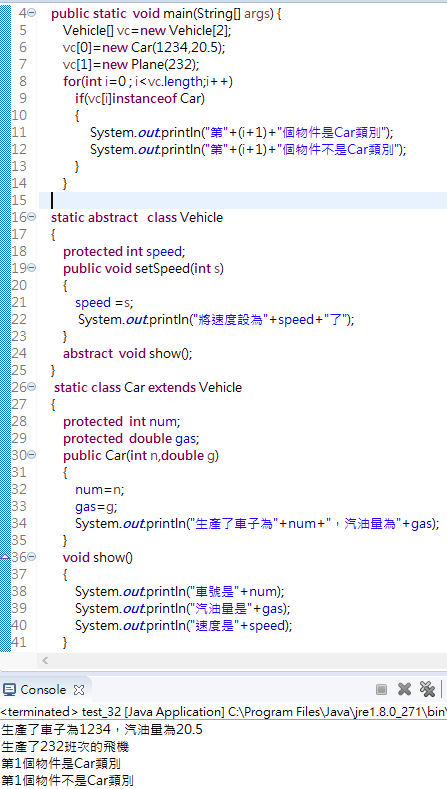 4 public static void main(String[] args) {
5 Vehicle[] vc=new Vehicle[2];
6 vc[0]=new Car(1234,20.5);
7 vc[1]=new Plane(232);
8 for(int i=0 ; i<vc.length;i++)
9 if(vc[i]instanceof Car)
10 {
11 System.out.println("第"+(i+1)+"個物件是Car類別");
12 System.out.println("第"+(i+1)+"個物件不是Car類別");
13 }
14 }
15
16 static abstract class Vehicle
17 {
18 protected int speed;
19 public void setSpeed(int s)
20 {
21 speed =s;
22 System.out.println("將速度設為"+speed+"了");
23 }
24 abstract void show();
25 }
26 static class Car extends Vehicle
27 {
28 protected int num;
29 protected double gas;
30 public Car(int n,double g)
31 {
32 num=n;
33 gas=g;
34 System.out.println("生產了車子為"+num+"，汽油量為"+gas);
35 }
36 void show()
37 {
38 System.out.println("車號是"+num);
39 System.out.println("汽油量是"+gas);
40 System.out.println("速度是"+speed);
41 }
Console
<terminated> test_32 [Java Application] C:\Program Files\Java\jre1.8.0_271\bin\
生產了車子為1234，汽油量為20.5
生產了232班次的飛機
第1個物件是Car類別
第1個物件不是Car類別